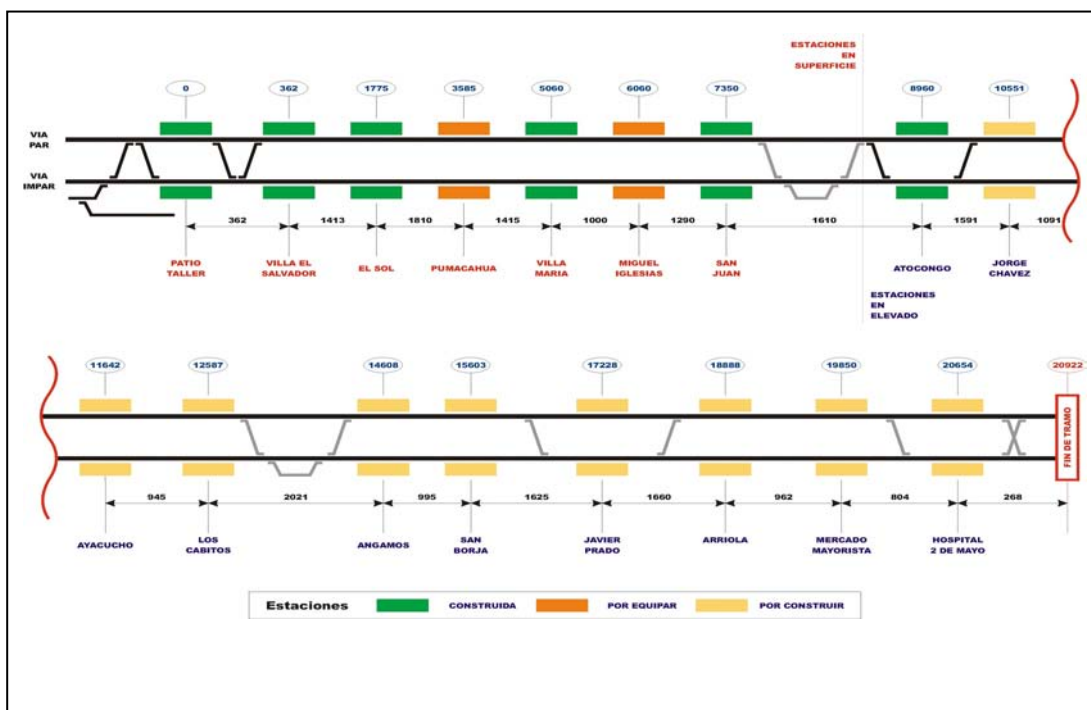 ESTACIONES
EN
SUPERFICIE
0 362 1775 3585 5060 6060 7350 8960 10551
VIA
PAR
VIA
IMPAR
362 1413 1810 1415 1000 1290 1610 1591 1091
PATIO
TALLER
VILLA EL
SALVADOR
EL SOL
PUMACAHUA
VILLA
MARIA
MIGUEL
IGLESIAS
SAN
JUAN
ATOCONGO
JORGE
CHAVEZ
ESTACIONES
EN
ELEVADO
11642 12587 14608 15603 17228 18888 19850 20654 20922
FIN DE TRAMO
945 2021 995 1625 1660 962 804 268
AYACUCHO
LOS
CABITOS
ANGAMOS
SAN
BORJA
JAVIER
PRADO
ARRIOLA
MERCADO
MAYORISTA
HOSPITAL
2 DE MAYO
Estaciones CONSTRUIDA POR EQUIPAR POR CONSTRUIR